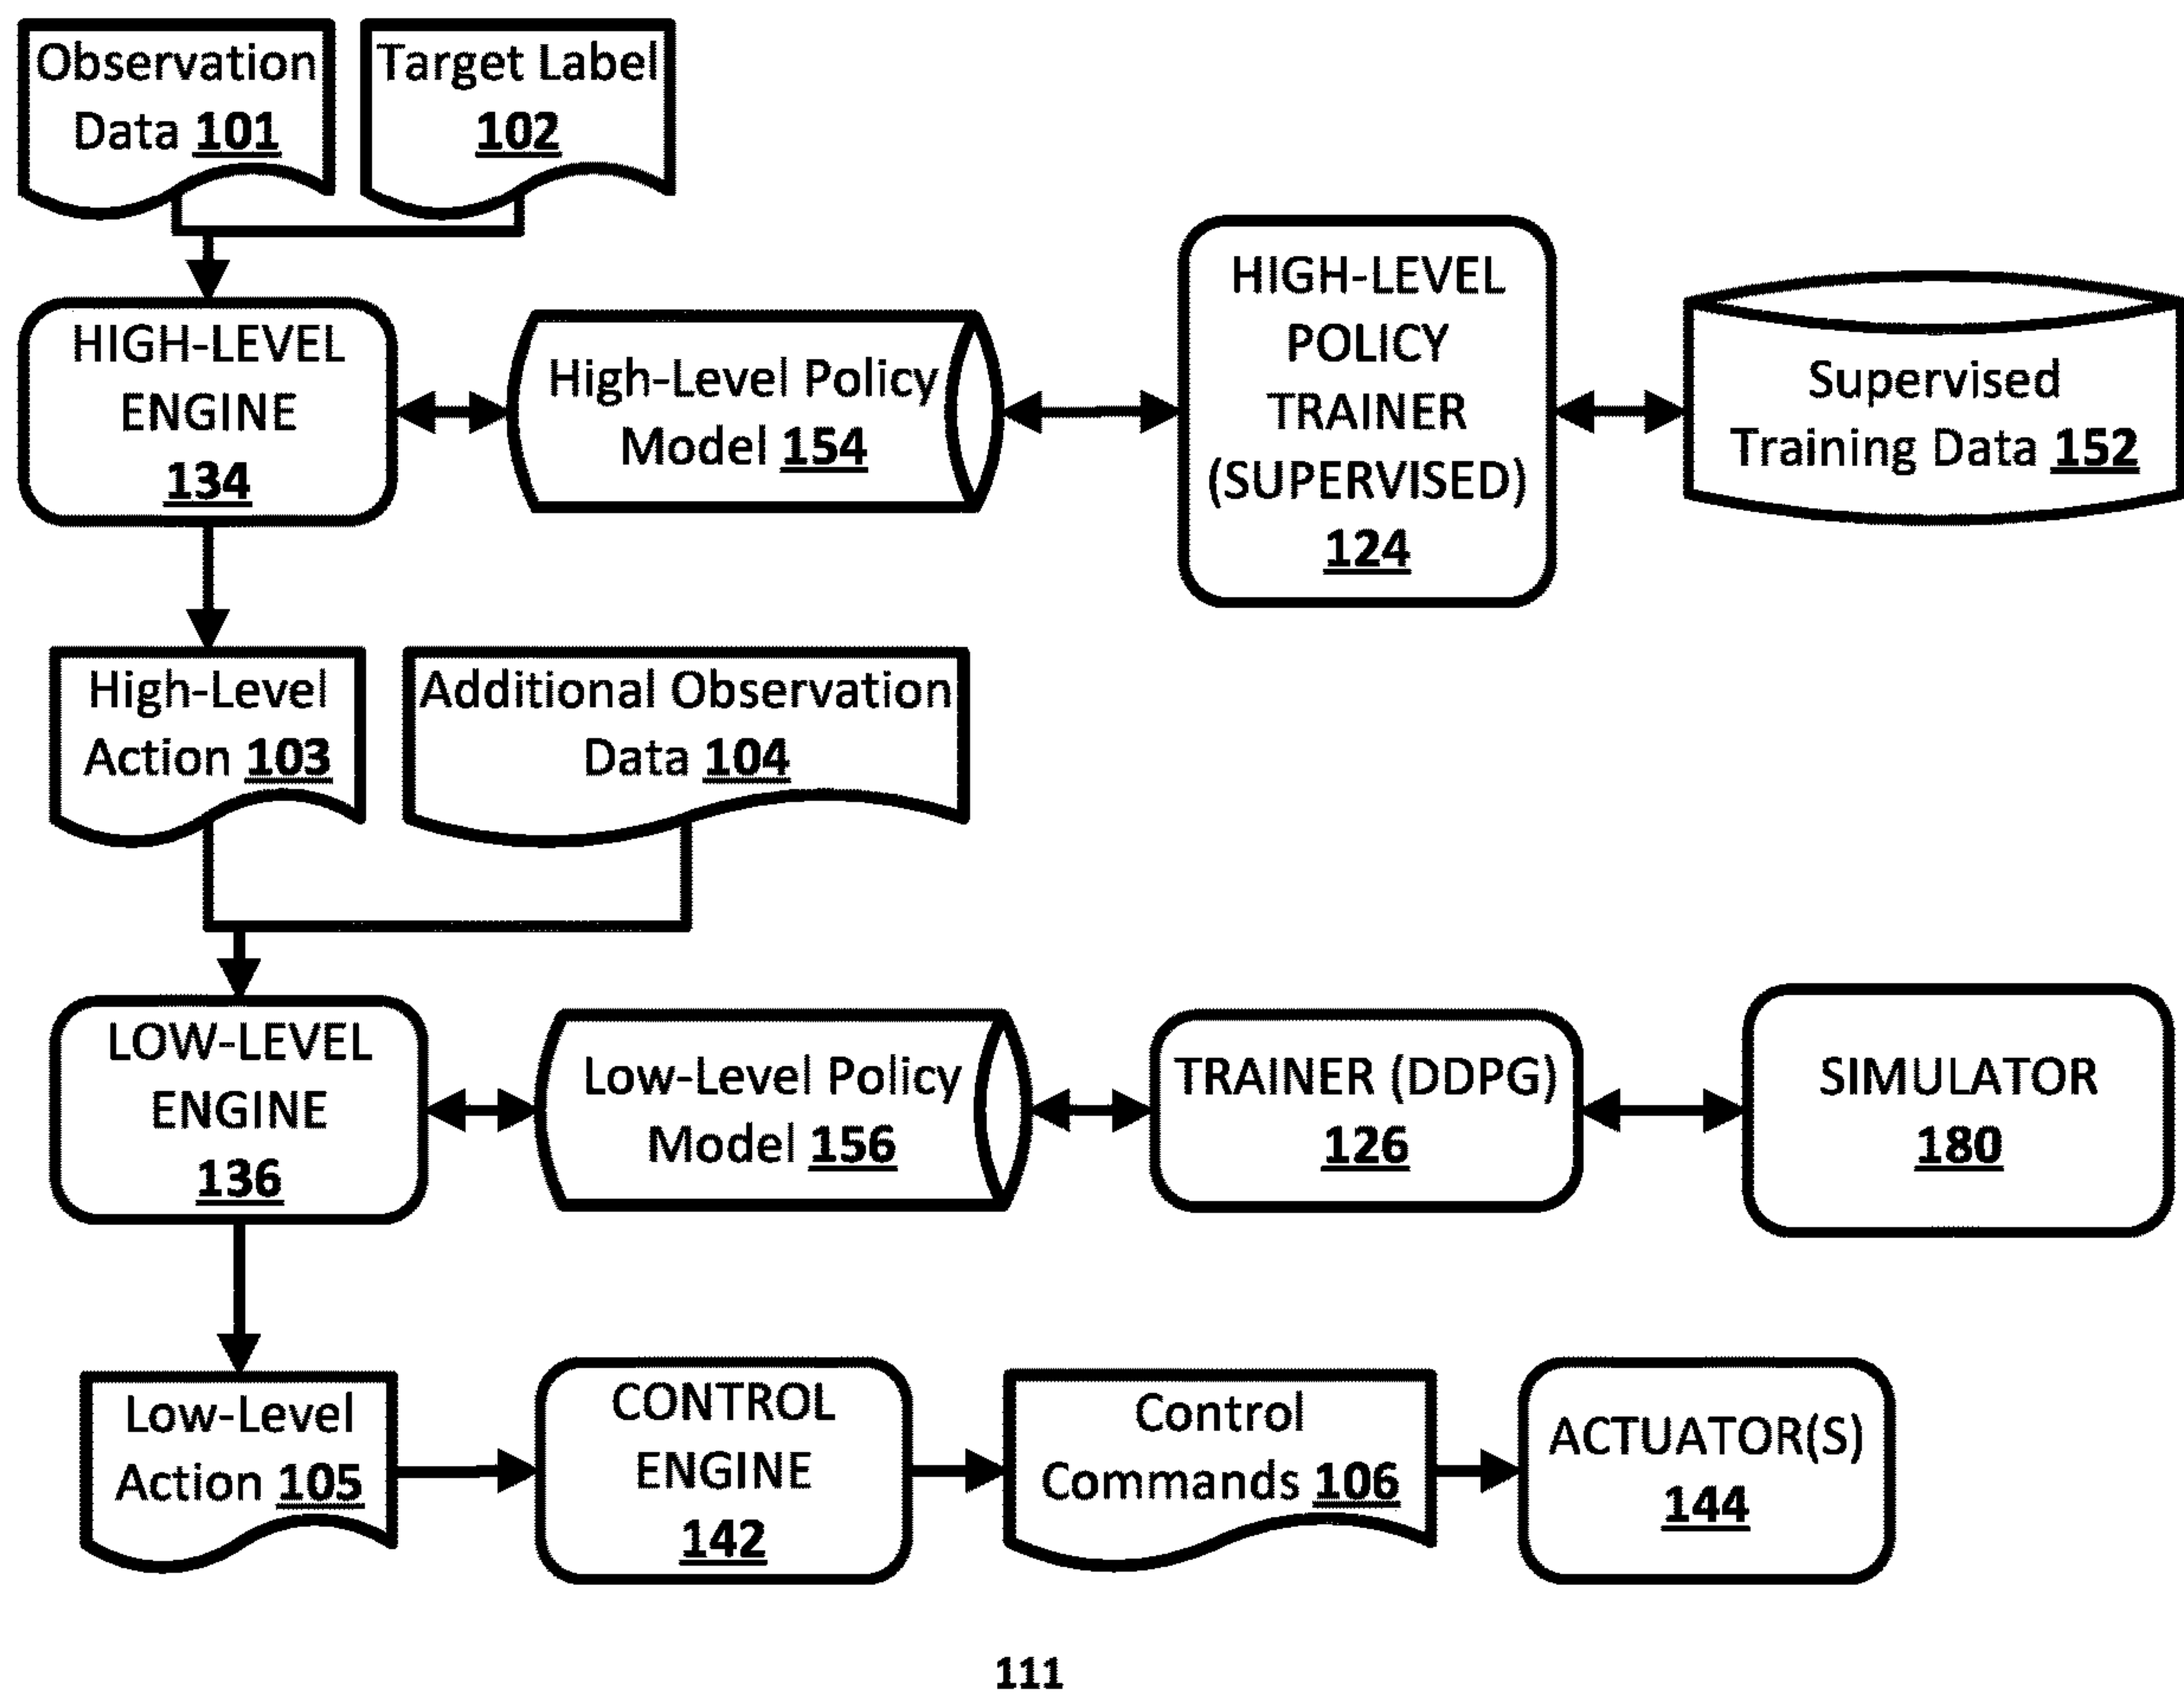 Observation
Data 101
Target Label
102
HIGH-LEVEL
ENGINE
134
High-Level Policy
Model 154
HIGH-LEVEL
POLICY
TRAINER
(SUPERVISED)
124
Supervised
Training Data 152
High-Level
Action 103
Additional Observation
Data 104
LOW-LEVEL
ENGINE
136
Low-Level Policy
Model 156
TRAINER (DDPG)
126
SIMULATOR
180
Low-Level
Action 105
CONTROL
ENGINE
142
Control
Commands 106
ACTUATOR(S)
144
111